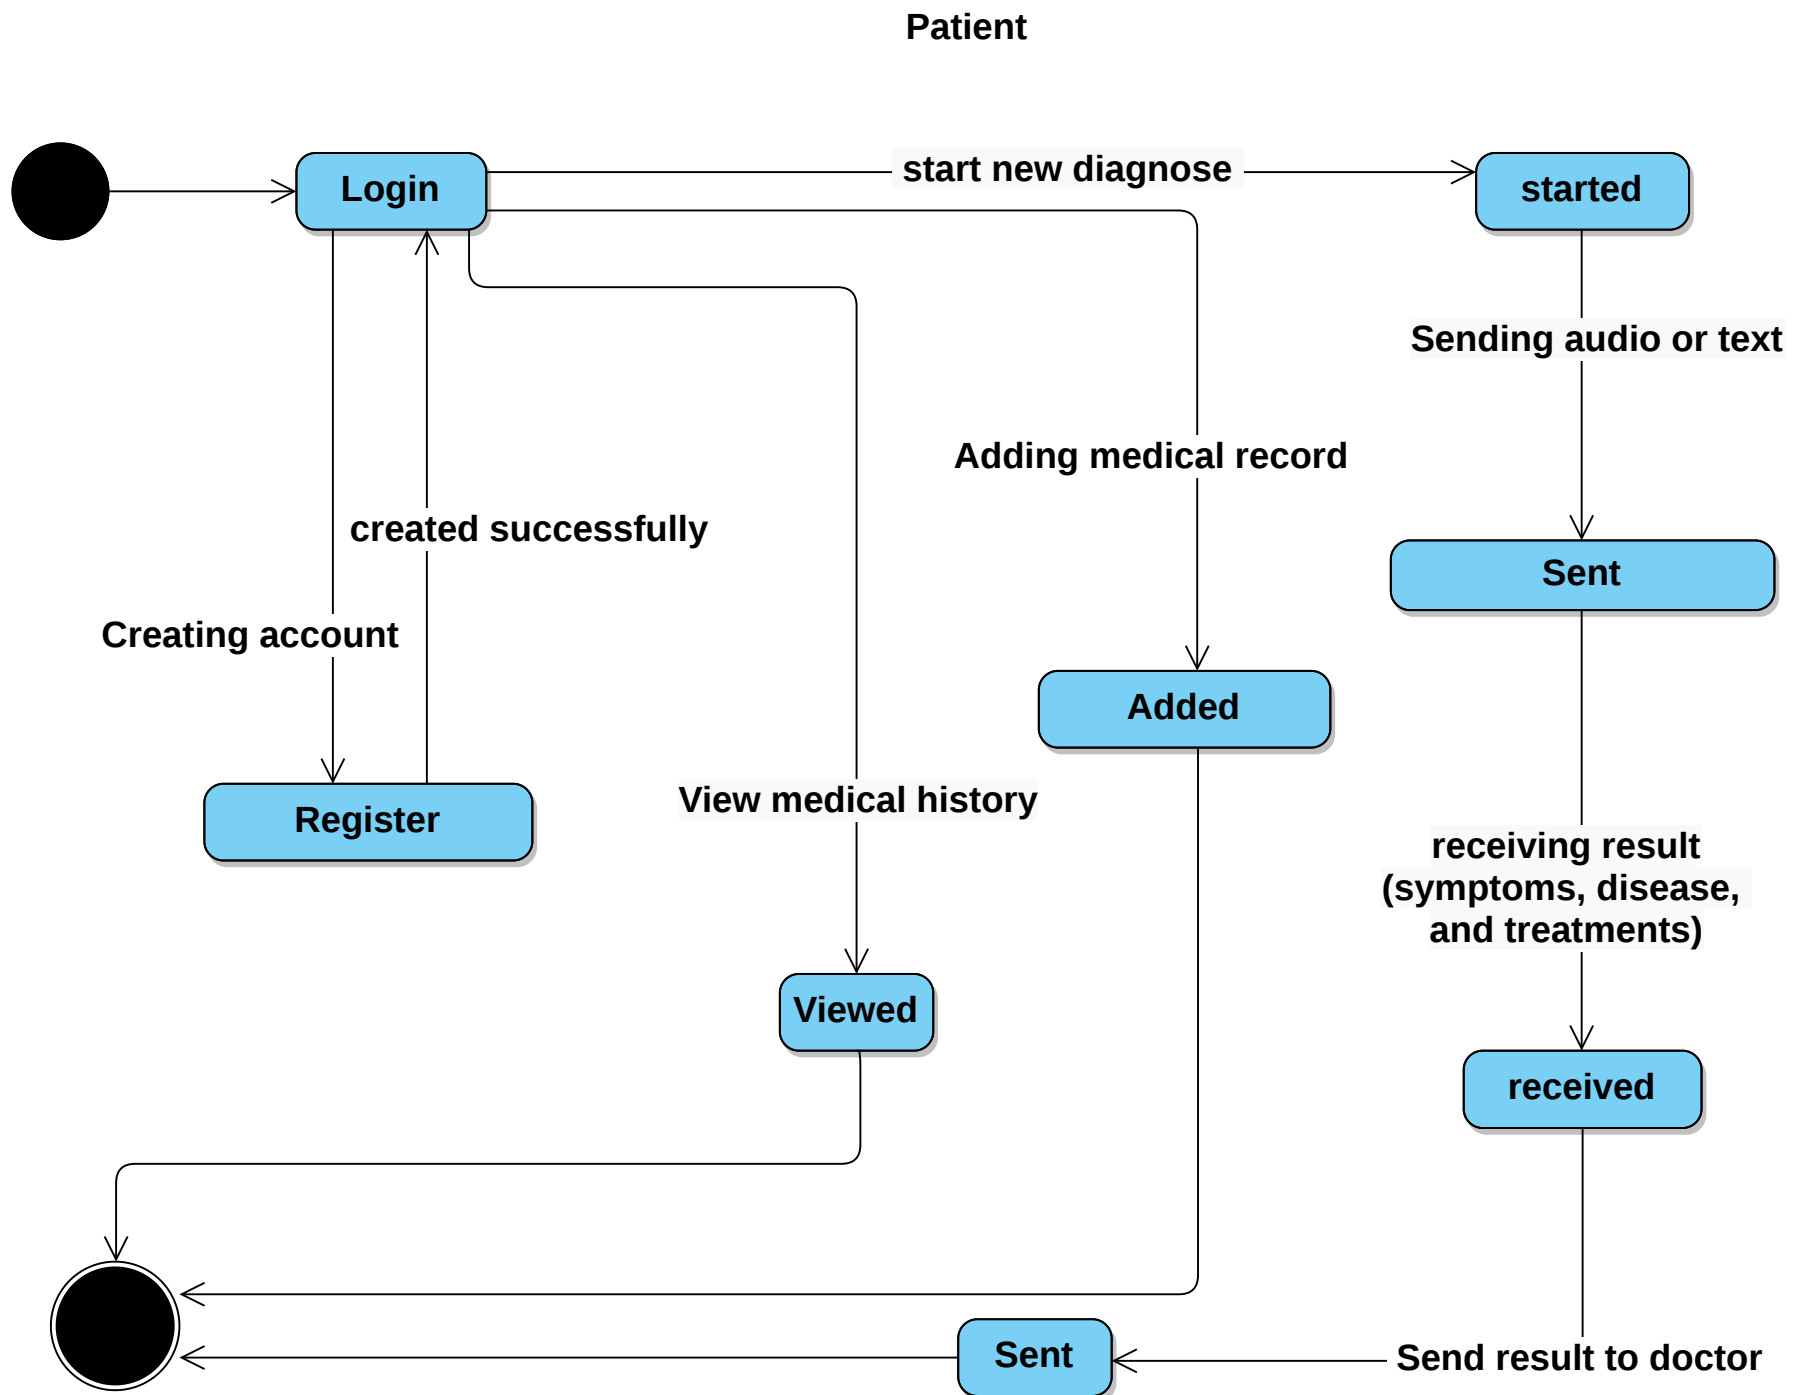 Patient
Login
start new diagnose
started
Sending audio or text
Adding medical record
created successfully
Sent
Creating account
Added
View medical history
Register
receiving result
(symptoms, disease,
and treatments)
Viewed
received
Sent
Send result to doctor